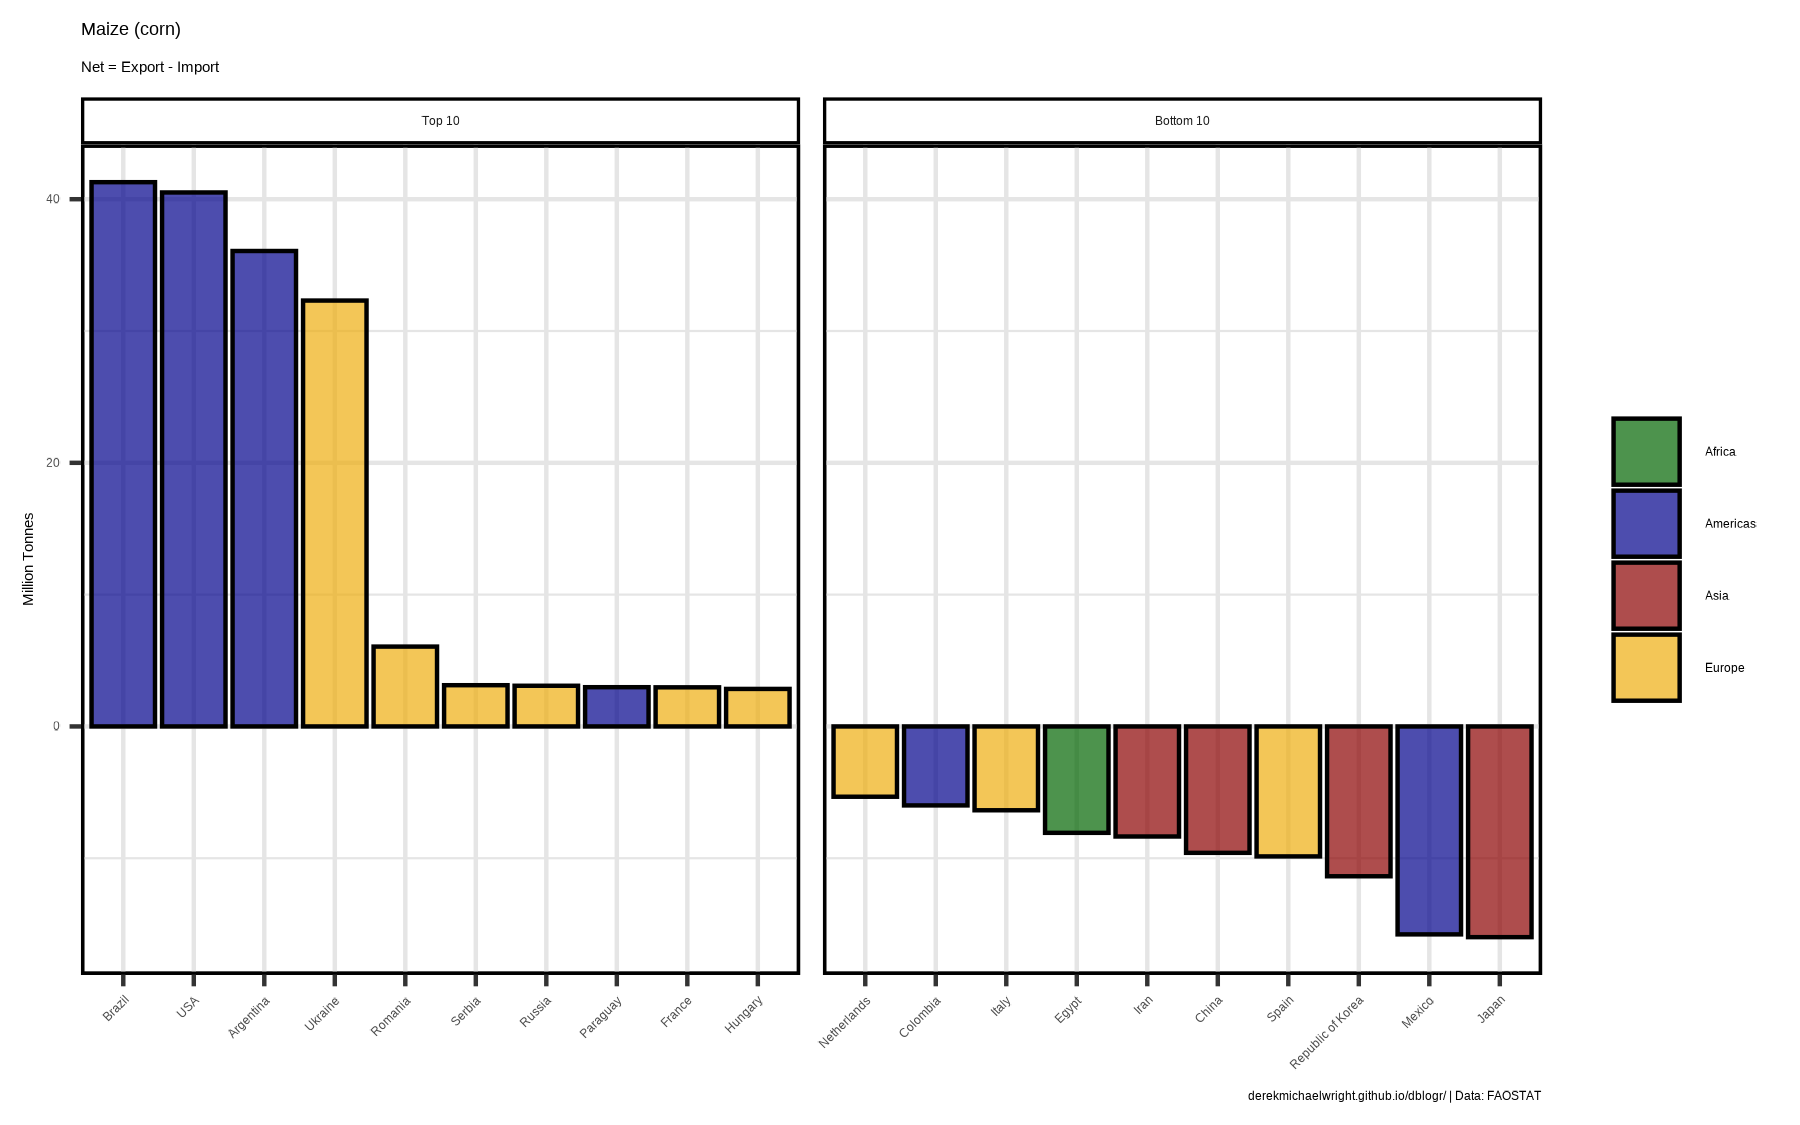 Maize (corn)
Net = Export - Import
Top 10
Bottom 10
Million Tonnes
40
20
0
Brazil
USA
Argentina
Ukraine
Romania
Serbia
Russia
Paraguay
France
Hungary
Netherlands
Colombia
Italy
Egypt
Iran
China
Spain
Republic of Korea
Mexico
Japan
Africa
Americas
Asia
Europe
derekmichaelwright.github.io/dblogr/ | Data: FAOSTAT